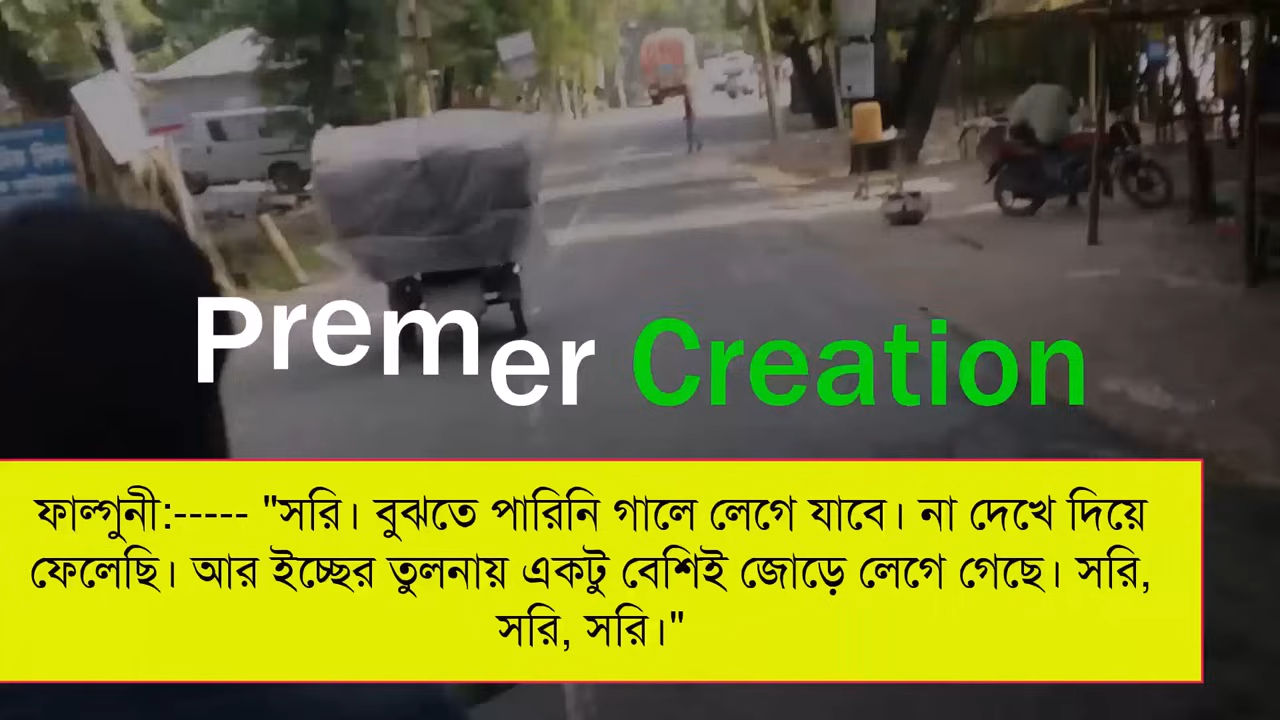 Premer Creation
ফাল্গুনী:----- "সরি। বুঝতে পারিনি গালে লেগে যাবে। না দেখে দিয়ে
ফেলেছি। আর ইচ্ছের তুলনায় একটু বেশিই জোড়ে লেগে গেছে। সরি,
সরি, সরি।"